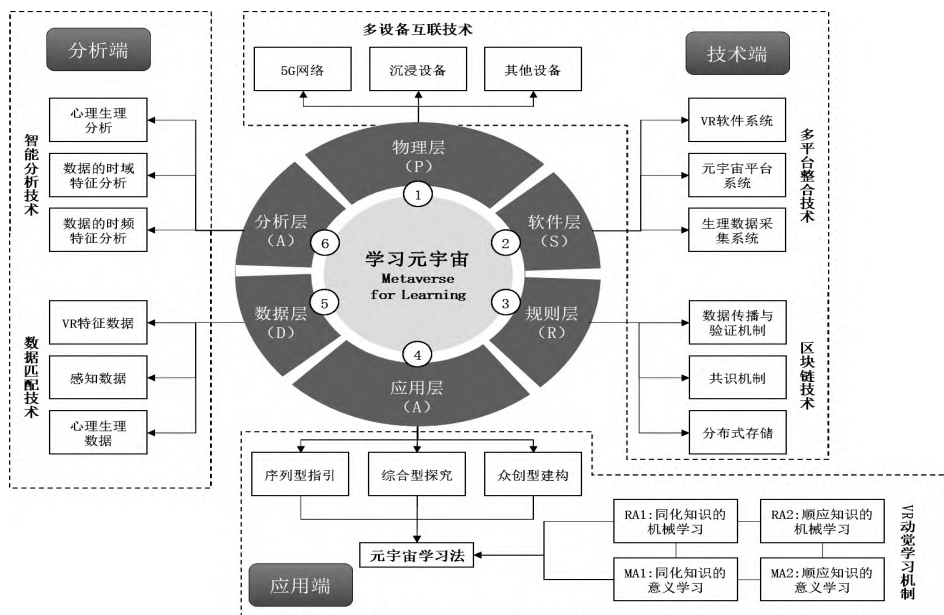 分析端
多设备互联技术
技术端
5G网络
沉浸设备
其他设备
智能分析技术
心理生理
分析
数据的时域
特征分析
数据的时频
特征分析
数据匹配技术
VR特征数据
感知数据
心理生理
数据
物理层
(P)
1
软件层
(S)
2
规则层
(R)
3
应用层
(A)
4
数据层
(D)
5
分析层
(A)
6
学习元宇宙
Metaverse
for Learning
VR软件系统
元宇宙平台
系统
生理数据采
集系统
多平台整合技术
数据传播与
验证机制
共识机制
分布式存储
区块链技术
序列型指引
综合型探究
众创型建构
元宇宙学习法
应用端
RA1:同化知识的
机械学习
RA2:顺应知识的
机械学习
MA1:同化知识的
意义学习
MA2:顺应知识的
意义学习
VR动觉学习机制